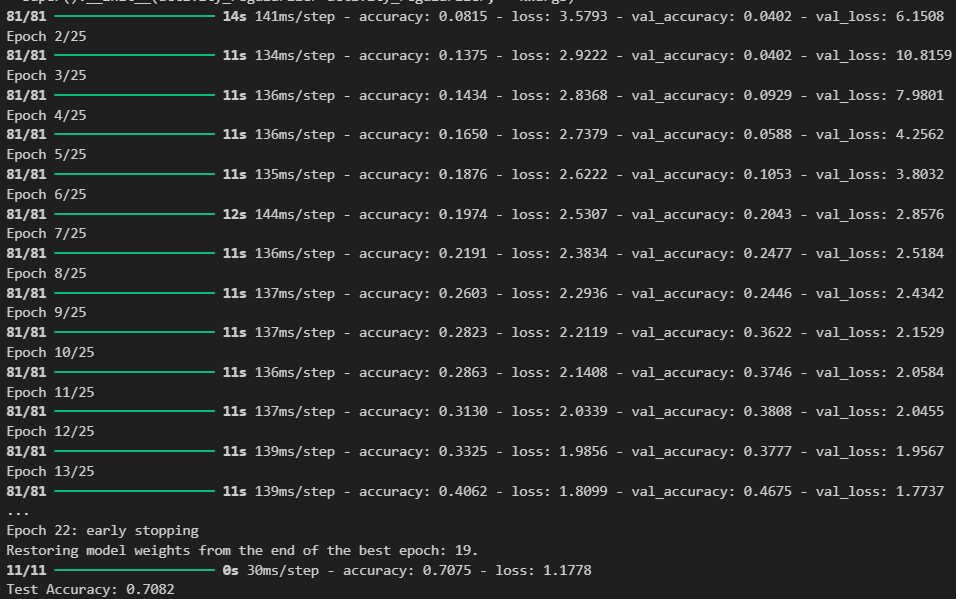 81/81 ━━━━━━━━━━━━━━━━━━━━ 14s 141ms/step - accuracy: 0.0815 - loss: 3.5793 - val_accuracy: 0.0402 - val_loss: 6.1508
Epoch 2/25
81/81 ━━━━━━━━━━━━━━━━━━━━ 11s 134ms/step - accuracy: 0.1375 - loss: 2.9222 - val_accuracy: 0.0402 - val_loss: 10.8159
Epoch 3/25
81/81 ━━━━━━━━━━━━━━━━━━━━ 11s 136ms/step - accuracy: 0.1434 - loss: 2.8368 - val_accuracy: 0.0929 - val_loss: 7.9801
Epoch 4/25
81/81 ━━━━━━━━━━━━━━━━━━━━ 11s 136ms/step - accuracy: 0.1650 - loss: 2.7379 - val_accuracy: 0.0588 - val_loss: 4.2562
Epoch 5/25
81/81 ━━━━━━━━━━━━━━━━━━━━ 11s 135ms/step - accuracy: 0.1876 - loss: 2.6222 - val_accuracy: 0.1053 - val_loss: 3.8032
Epoch 6/25
81/81 ━━━━━━━━━━━━━━━━━━━━ 12s 144ms/step - accuracy: 0.1974 - loss: 2.5307 - val_accuracy: 0.2043 - val_loss: 2.8576
Epoch 7/25
81/81 ━━━━━━━━━━━━━━━━━━━━ 11s 136ms/step - accuracy: 0.2191 - loss: 2.3834 - val_accuracy: 0.2477 - val_loss: 2.5184
Epoch 8/25
81/81 ━━━━━━━━━━━━━━━━━━━━ 11s 137ms/step - accuracy: 0.2603 - loss: 2.2936 - val_accuracy: 0.2446 - val_loss: 2.4342
Epoch 9/25
81/81 ━━━━━━━━━━━━━━━━━━━━ 11s 137ms/step - accuracy: 0.2823 - loss: 2.2119 - val_accuracy: 0.3622 - val_loss: 2.1529
Epoch 10/25
81/81 ━━━━━━━━━━━━━━━━━━━━ 11s 136ms/step - accuracy: 0.2863 - loss: 2.1408 - val_accuracy: 0.3746 - val_loss: 2.0584
Epoch 11/25
81/81 ━━━━━━━━━━━━━━━━━━━━ 11s 137ms/step - accuracy: 0.3130 - loss: 2.0339 - val_accuracy: 0.3808 - val_loss: 2.0455
Epoch 12/25
81/81 ━━━━━━━━━━━━━━━━━━━━ 11s 139ms/step - accuracy: 0.3325 - loss: 1.9856 - val_accuracy: 0.3777 - val_loss: 1.9567
Epoch 13/25
81/81 ━━━━━━━━━━━━━━━━━━━━ 11s 139ms/step - accuracy: 0.4062 - loss: 1.8099 - val_accuracy: 0.4675 - val_loss: 1.7737
...
Epoch 22: early stopping
Restoring model weights from the end of the best epoch: 19.
11/11 ━━━━━━━━━━━━━━━━━━━━ 0s 30ms/step - accuracy: 0.7075 - loss: 1.1778
Test Accuracy: 0.7082